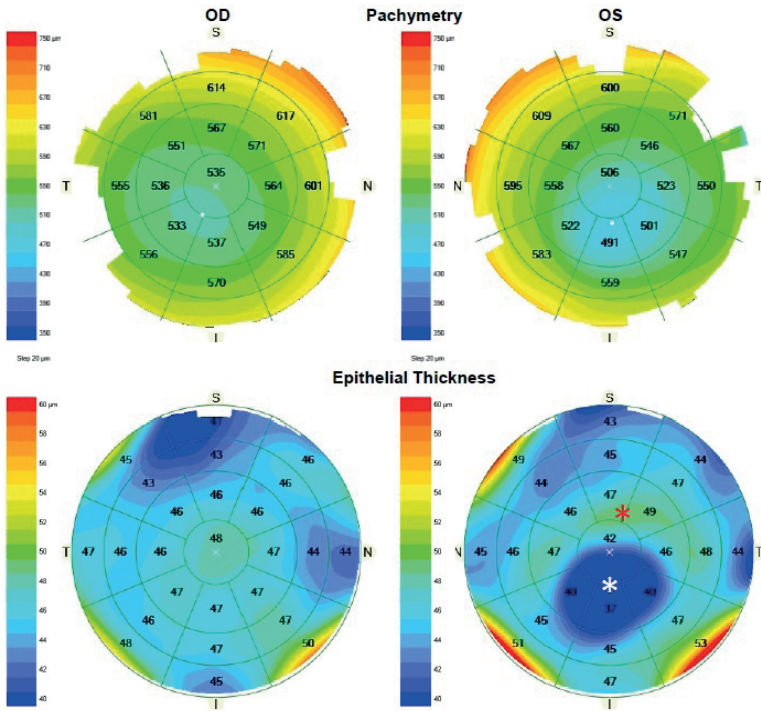 OD Pachymetry OS
750 µm S 750 µm S
710 710
670 614 670 600
630 581 617 630 609 571
590 567 590 560
551 571 567 546
550 535 550 506
T 555 536 564 601 N N 595 558 523 550 T
510 510
533 549 522 501
470 537 470 491
556 585 583 547
430 570 430 559
390 390
350 I 350 I
Step 20 µm Step 20 µm
Epithelial Thickness
60 µm S 60 µm S
58 47 58 43
56 45 43 46 56 49 45 47
43 44
54 46 54 47
52 46 46 52 46 * 49
50 48 50 42
T 47 46 46 47 44 44 N N 45 46 47 46 48 44 T
48 48
46 47 47 46 40 * 40
47 37
44 46 47 44 45 47
48 47 50 51 45 53
42 45 42 47
40 I 40 I